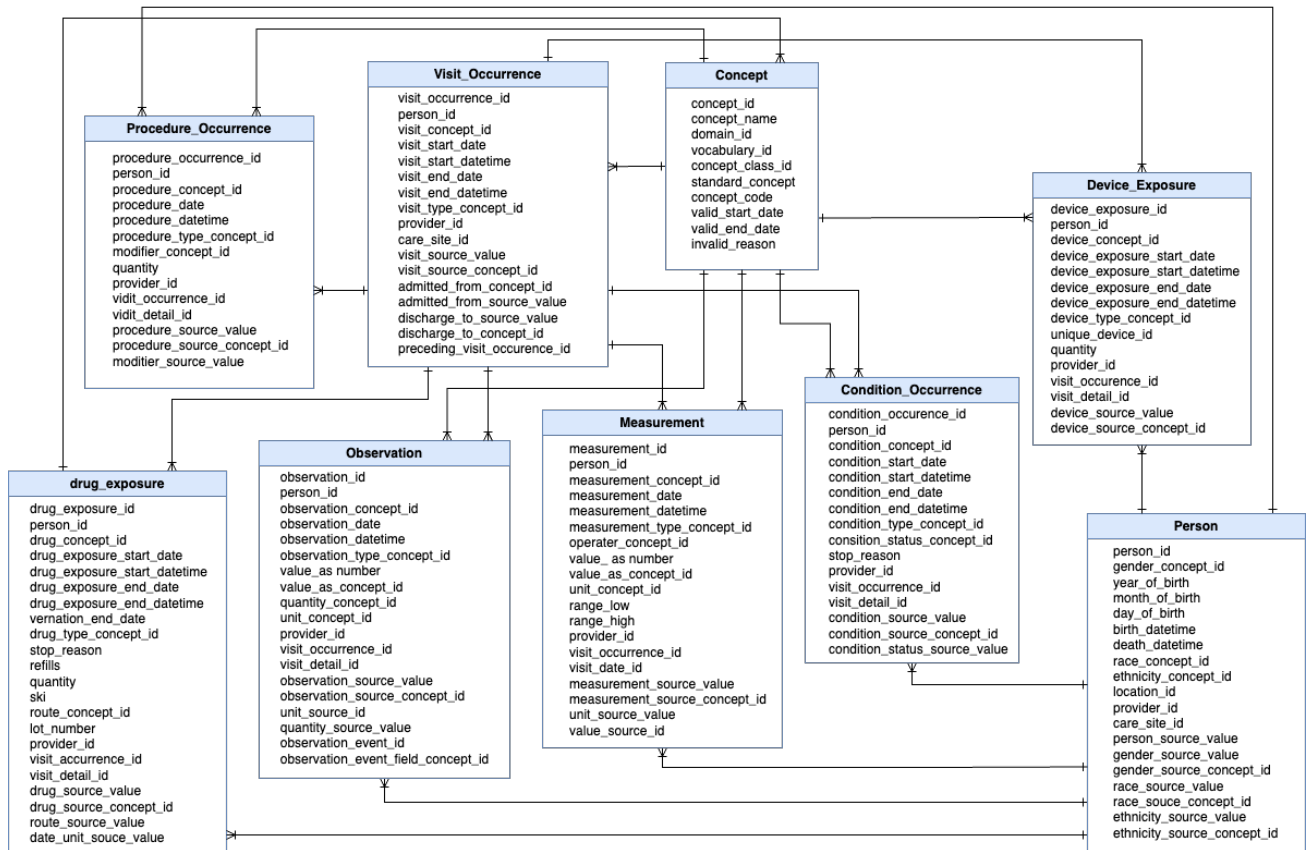 Visit_Occurrence
visit_occurrence_id
person_id
visit_concept_id
visit_start_date
visit_start_datetime
visit_end_date
visit_end_datetime
visit_type_concept_id
provider_id
care_site_id
visit_source_value
visit_source_concept_id
admitted_from_concept_id
admitted_from_source_value
discharge_to_source_value
discharge_to_concept_id
preceding_visit_occurence_id
Concept
concept_id
concept_name
domain_id
vocabulary_id
concept_class_id
standard_concept
concept_code
valid_start_date
valid_end_date
invalid_reason
Procedure_Occurrence
procedure_occurrence_id
person_id
procedure_concept_id
procedure_date
procedure_datetime
procedure_type_concept_id
modifier_concept_id
quantity
provider_id
vidit_occurrence_id
vidit_detail_id
procedure_source_value
procedure_source_concept_id
moditier_source_value
Device_Exposure
device_exposure_id
person_id
device_concept_id
device_exposure_start_date
device_exposure_start_datetime
device_exposure_end_date
device_exposure_end_datetime
device_type_concept_id
unique_device_id
quantity
provider_id
visit_occurence_id
visit_detail_id
device_source_value
device_source_concept_id
Condition_Occurrence
condition_occurence_id
person_id
condition_concept_id
condition_start_date
condition_start_datetime
condition_end_date
condition_end_datetime
condition_type_concept_id
consition_status_concept_id
stop_reason
provider_id
visit_occurrence_id
visit_detail_id
condition_source_value
condition_source_concept_id
condition_status_source_value
Measurement
measurement_id
person_id
measurement_concept_id
measurement_date
measurement_datetime
measurement_type_concept_id
operater_concept_id
value_ as number
value_as_concept_id
unit_concept_id
range_low
range_high
provider_id
visit_occurrence_id
visit_date_id
measurement_source_value
measurement_source_concept_id
unit_source_value
value_source_id
Observation
observation_id
person_id
observation_concept_id
observation_date
observation_datetime
observation_type_concept_id
value_as number
value_as_concept_id
quantity_concept_id
unit_concept_id
provider_id
visit_occurrence_id
visit_detail_id
observation_source_value
observation_source_concept_id
unit_source_id
quantity_source_value
observation_event_id
observation_event_field_concept_id
drug_exposure
drug_exposure_id
person_id
drug_concept_id
drug_exposure_start_date
drug_exposure_start_datetime
drug_exposure_end_date
drug_exposure_end_datetime
vernation_end_date
drug_type_concept_id
stop_reason
refills
quantity
ski
route_concept_id
lot_number
provider_id
visit_accurrence_id
visit_detail_id
drug_source_value
drug_source_concept_id
route_source_value
date_unit_souce_value
Person
person_id
gender_concept_id
year_of_birth
month_of_birth
day_of_birth
birth_datetime
death_datetime
race_concept_id
ethnicity_concept_id
location_id
provider_id
care_site_id
person_source_value
gender_source_value
gender_source_concept_id
race_source_value
race_souce_concept_id
ethnicity_source_value
ethnicity_source_concept_id